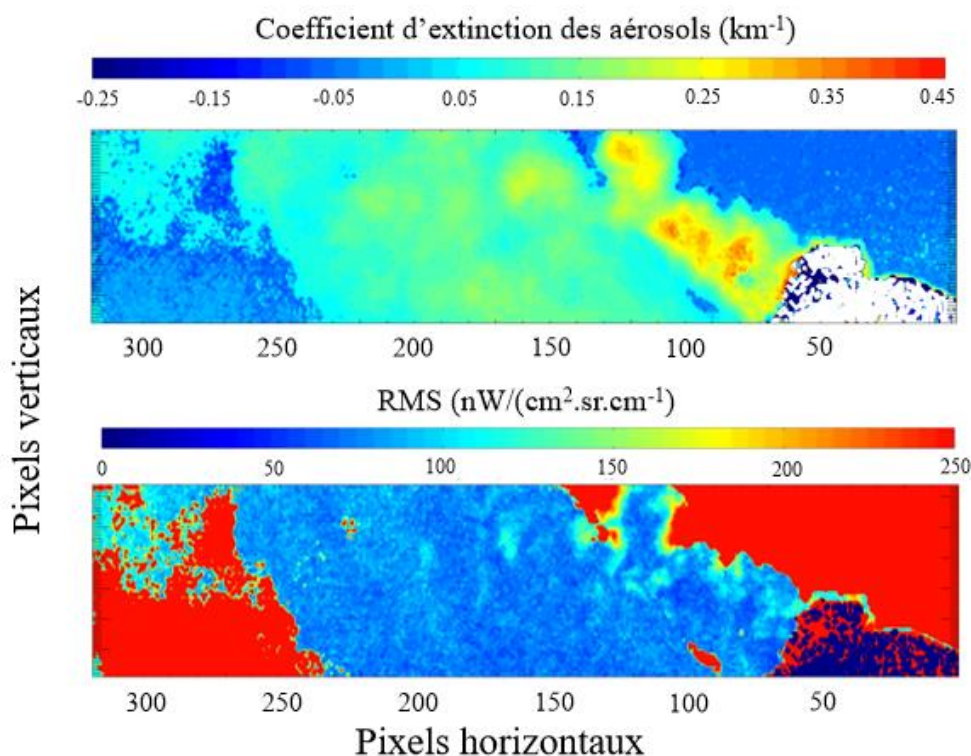 Coefficient d'extinction des aérosols (km⁻¹)
-0.25 -0.15 -0.05 0.05 0.15 0.25 0.35 0.45
300 250 200 150 100 50
Pixels verticaux
RMS (nW/(cm².sr.cm⁻¹)
0 50 100 150 200 250
300 250 200 150 100 50
Pixels horizontaux